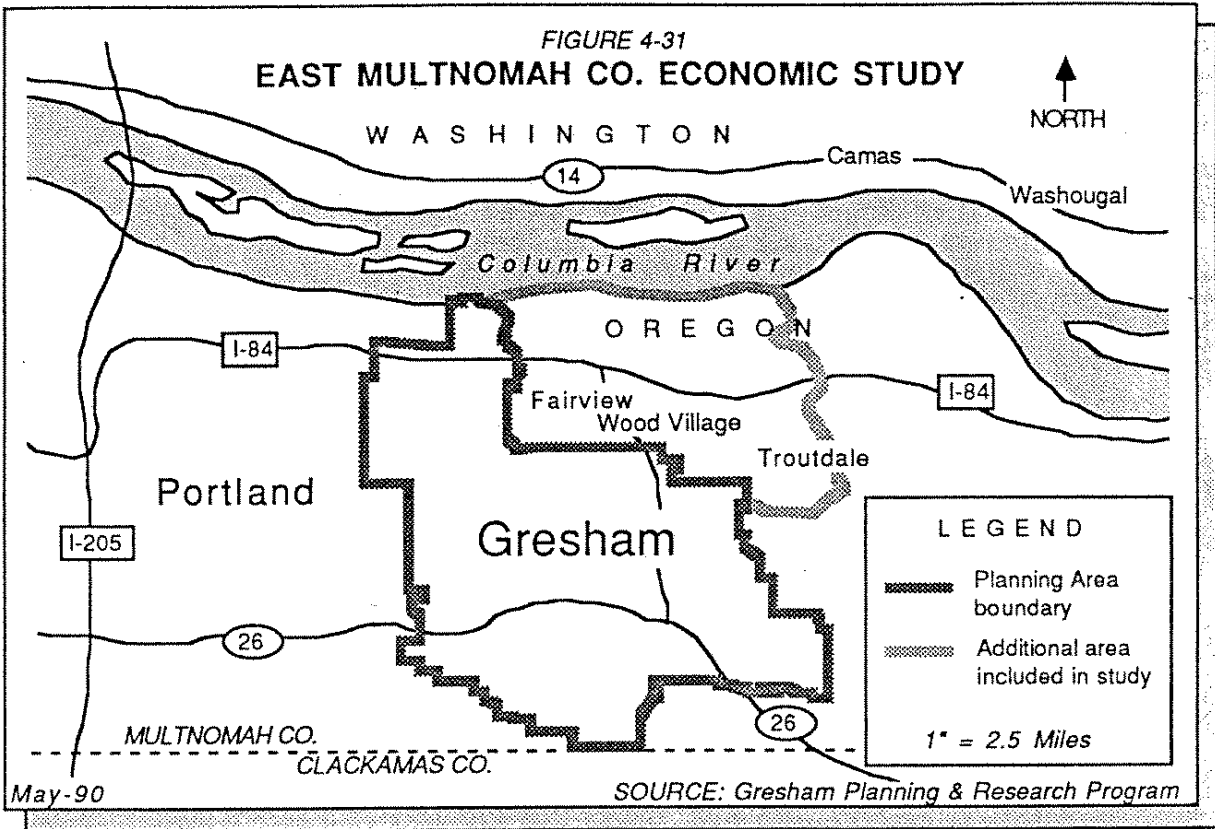 FIGURE 4-31
EAST MULTNOMAH CO. ECONOMIC STUDY
NORTH
WASHINGTON
14
Camas
Washougal
Columbia River
OREGON
I-84
I-84
Fairview
Wood Village
Troutdale
Portland
Gresham
I-205
26
26
LEGEND
Planning Area
boundary
Additional area
included in study
1" = 2.5 Miles
MULTNOMAH CO.
CLACKAMAS CO.
May-90
SOURCE: Gresham Planning & Research Program